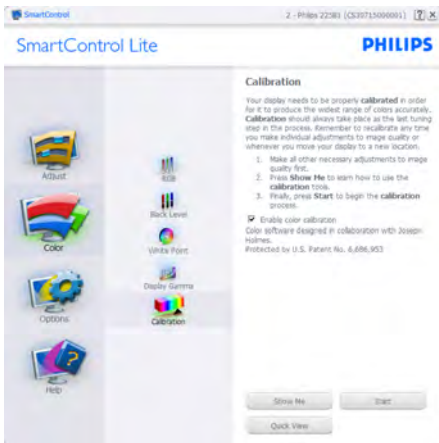 SmartControl
2 - Philips 225B1 (CS30715000001)
SmartControl Lite
PHILIPS
Calibration
Your display needs to be properly calibrated in order
for it to produce the widest range of colors accurately.
Calibration should always take place as the last tuning
step in the process. Remember to recalibrate any time
you make individual adjustments to image quality or
whenever you move your display to a new location.
1. Make all other necessary adjustments to image
quality first.
2. Press Show Me to learn how to use the
calibration tools.
3. Finally, press Start to begin the calibration
process.
Enable color calibration
Color software designed in collaboration with Joseph
Holmes.
Protected by U.S. Patent No. 6,686,953
Adjust
Color
Options
Help
RGB
Black Level
White Point
Display Gamma
Calibration
Show Me
Start
Quick View